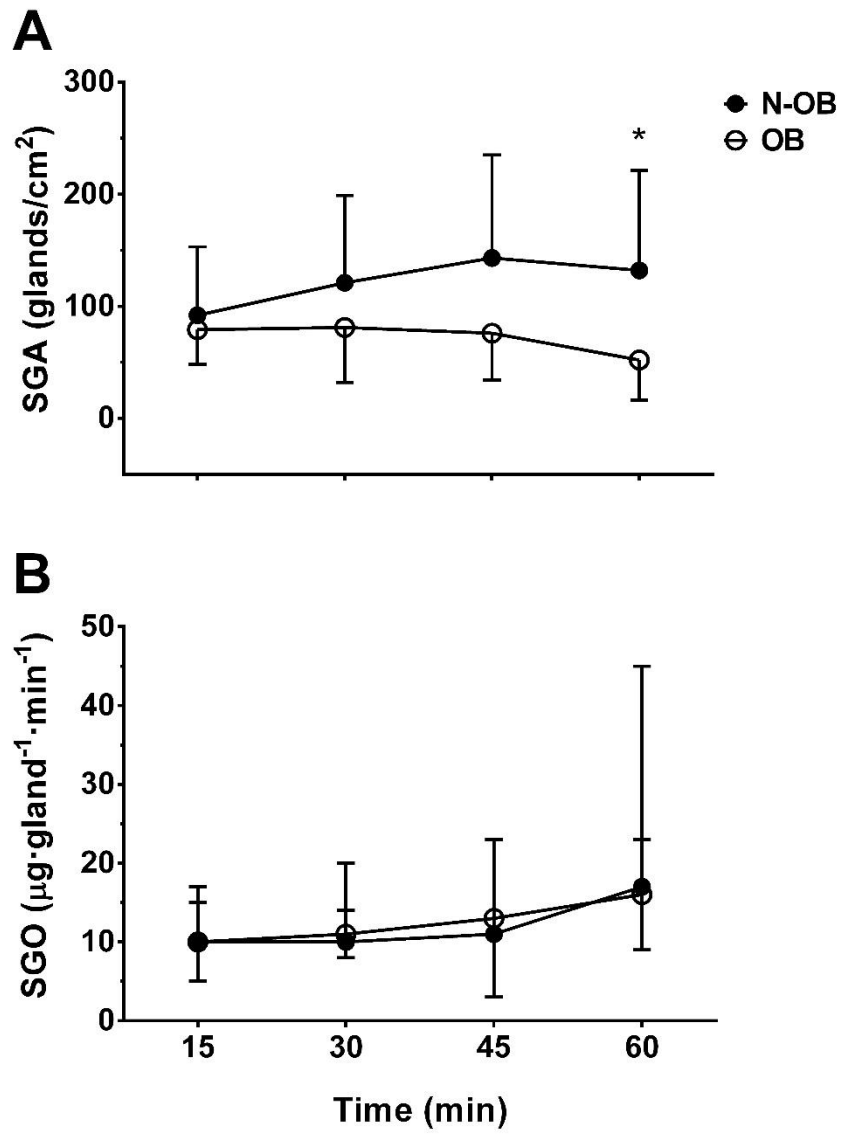 A
300
200
100
0
SGA (glands/cm²)
*
N-OB
OB
B
50
40
30
20
10
0
SGO (µg·gland⁻¹·min⁻¹)
15 30 45 60
Time (min)